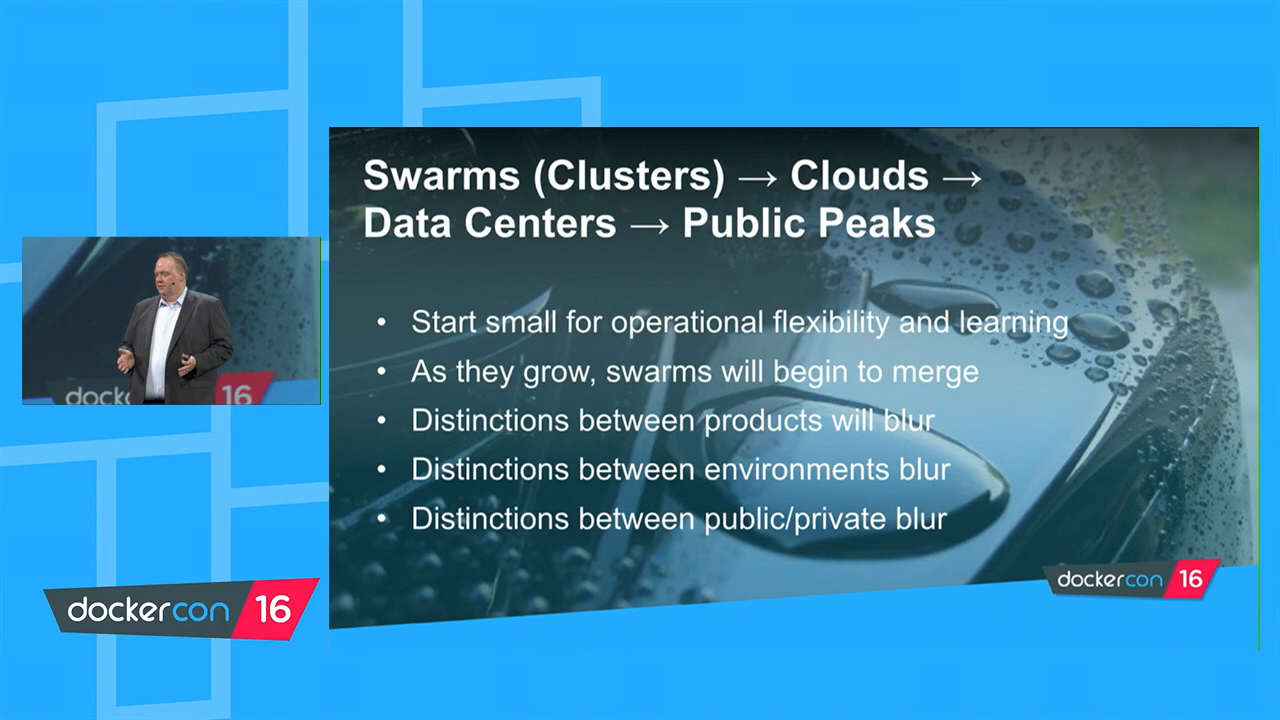 Swarms (Clusters) → Clouds →
Data Centers → Public Peaks
• Start small for operational flexibility and learning
• As they grow, swarms will begin to merge
• Distinctions between products will blur
• Distinctions between environments blur
• Distinctions between public/private blur
dockercon 16
dockercon 16
dockc 16